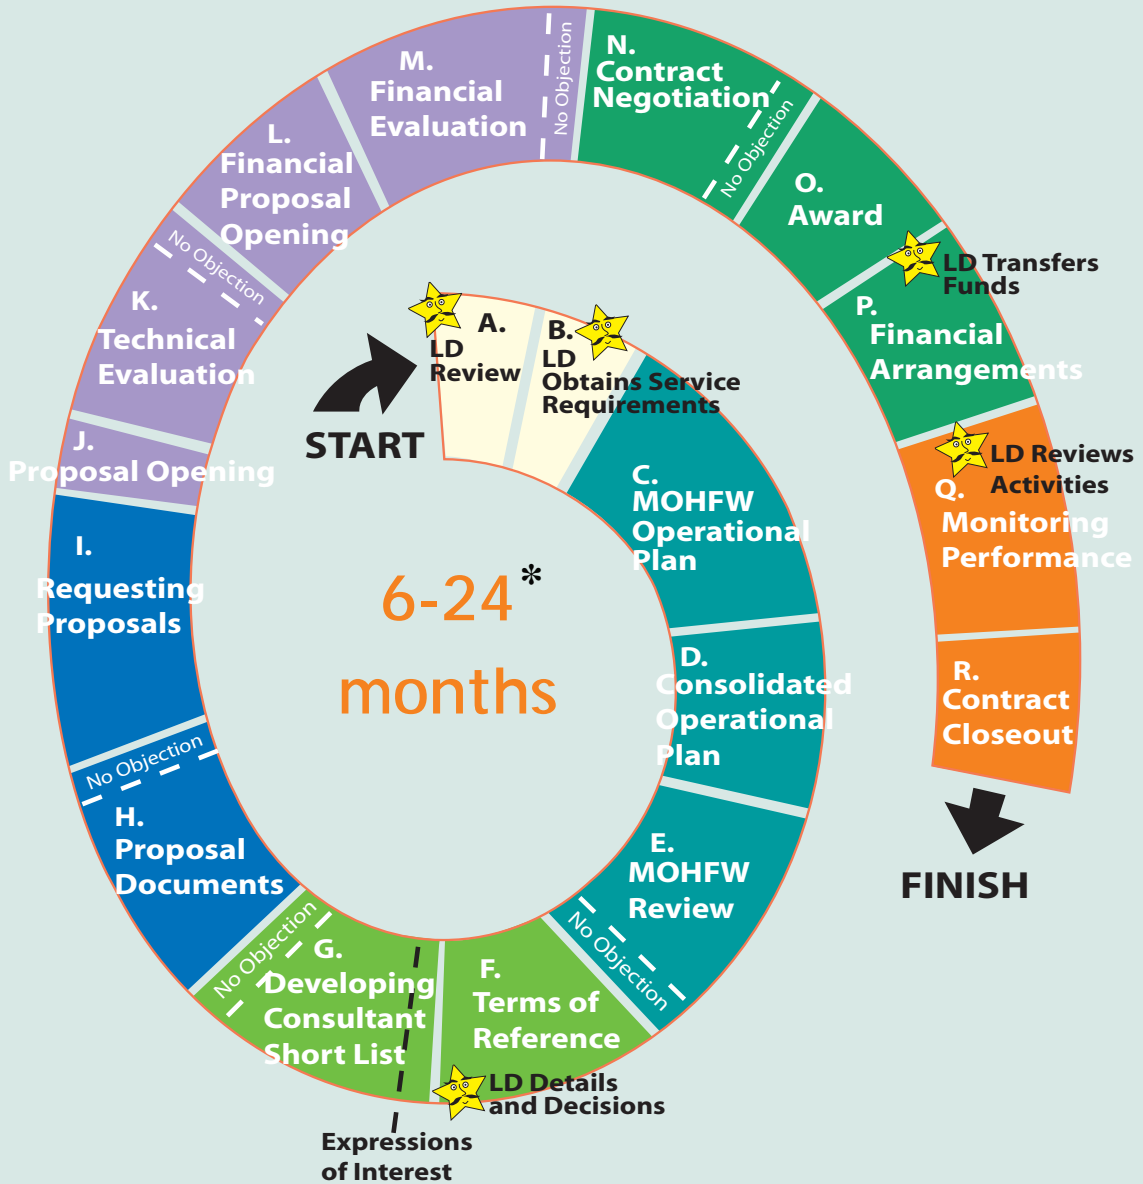 START
A.
LD
Review
B.
LD
Obtains Service
Requirements
C.
MOHFW
Operational
Plan
D.
Consolidated
Operational
Plan
E.
MOHFW
Review
No Objection
F.
Terms of
Reference
LD Details
and Decisions
Expressions
of Interest
G.
Developing
Consultant
Short List
No Objection
H.
Proposal
Documents
No Objection
I.
Requesting
Proposals
J.
Proposal Opening
K.
Technical
Evaluation
No Objection
L.
Financial
Proposal
Opening
M.
Financial
Evaluation
No Objection
N.
Contract
Negotiation
No Objection
O.
Award
LD Transfers
Funds
P.
Financial
Arrangements
LD Reviews
Activities
Q.
Monitoring
Performance
R.
Contract
Closeout
FINISH
6-24*
months